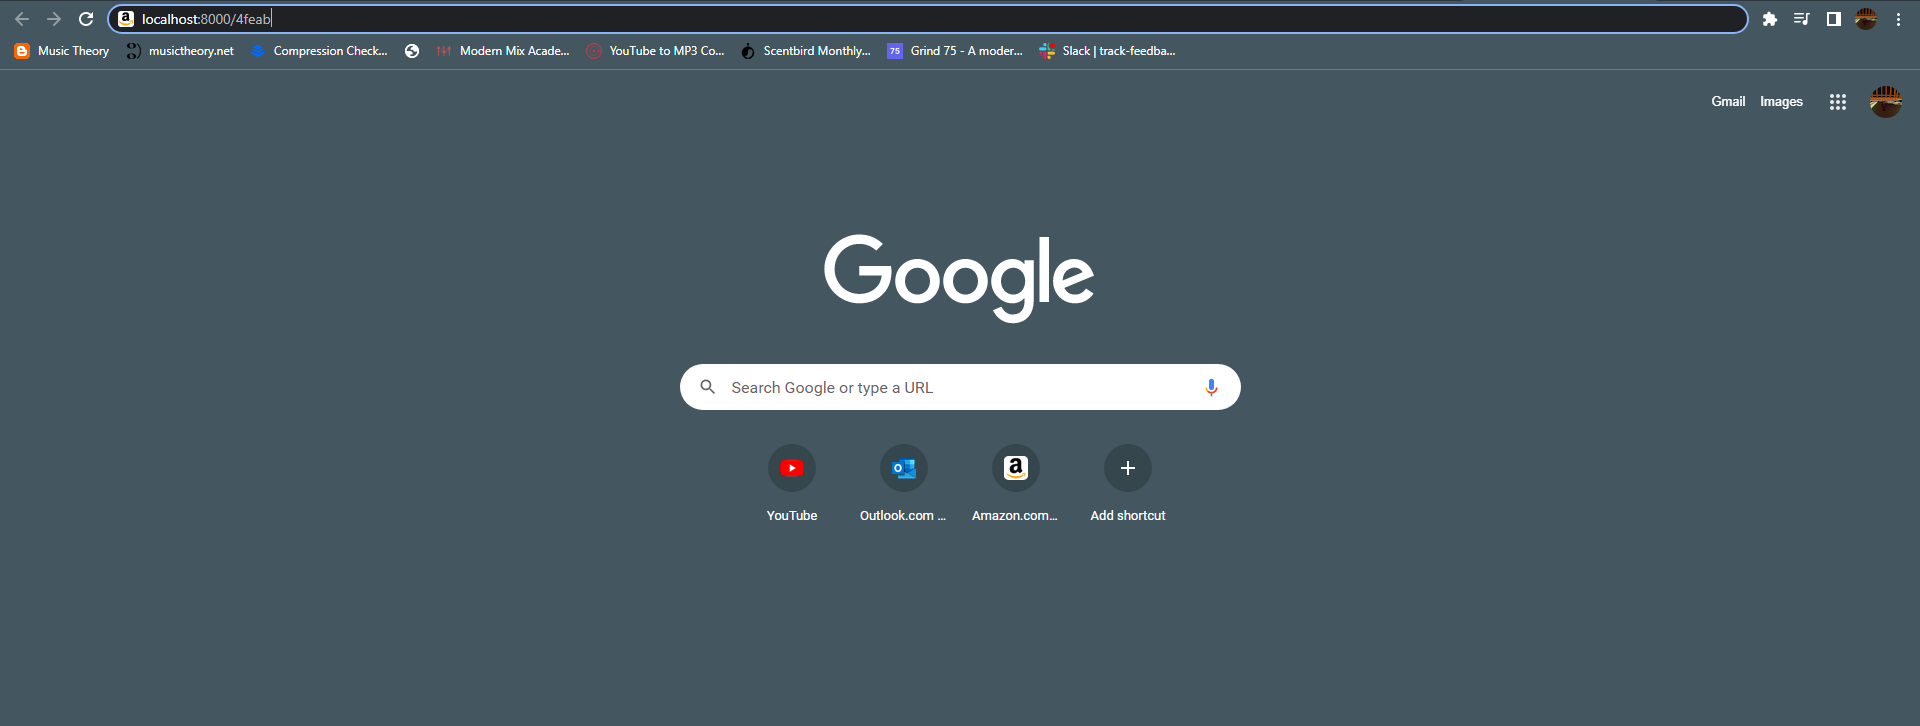 localhost:8000/4feab
Music Theory musictheory.net Compression Check... Modern Mix Acade... YouTube to MP3 Co... Scentbird Monthly... 75 Grind 75 - A moder... Slack | track-feedba...
Gmail Images
Google
Search Google or type a URL
YouTube Outlook.com ... Amazon.com... Add shortcut